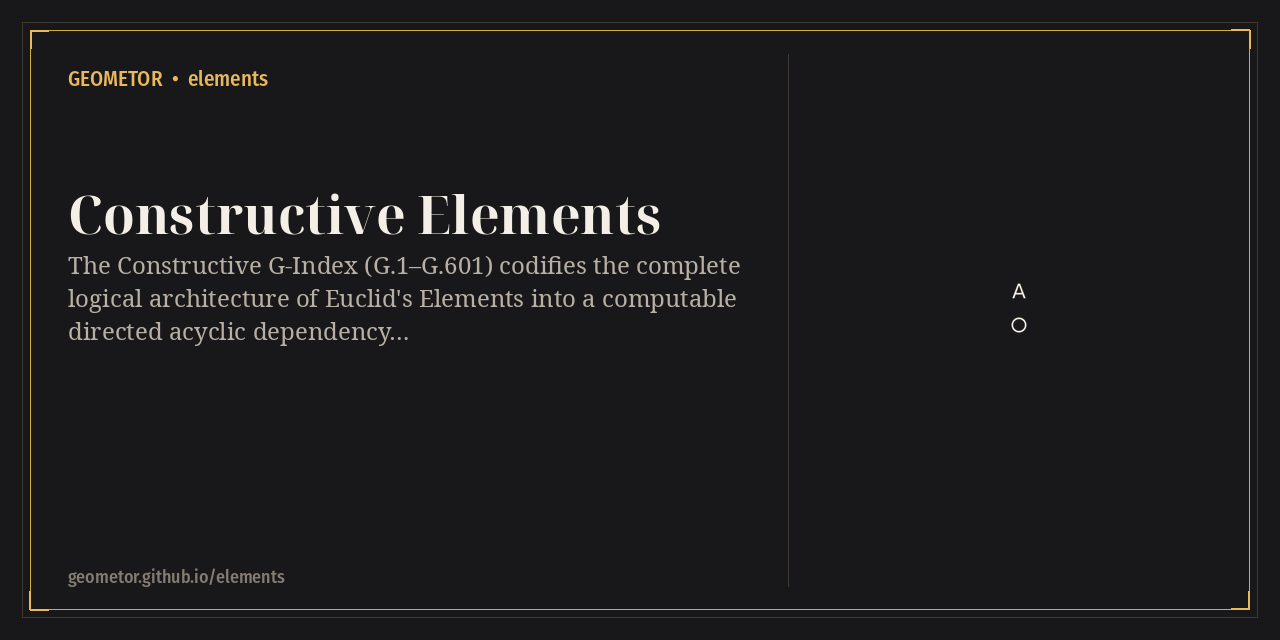 GEOMETOR • elements
Constructive Elements
The Constructive G-Index (G.1–G.601) codifies the complete
logical architecture of Euclid's Elements into a computable
directed acyclic dependency...
A
geometor.github.io/elements